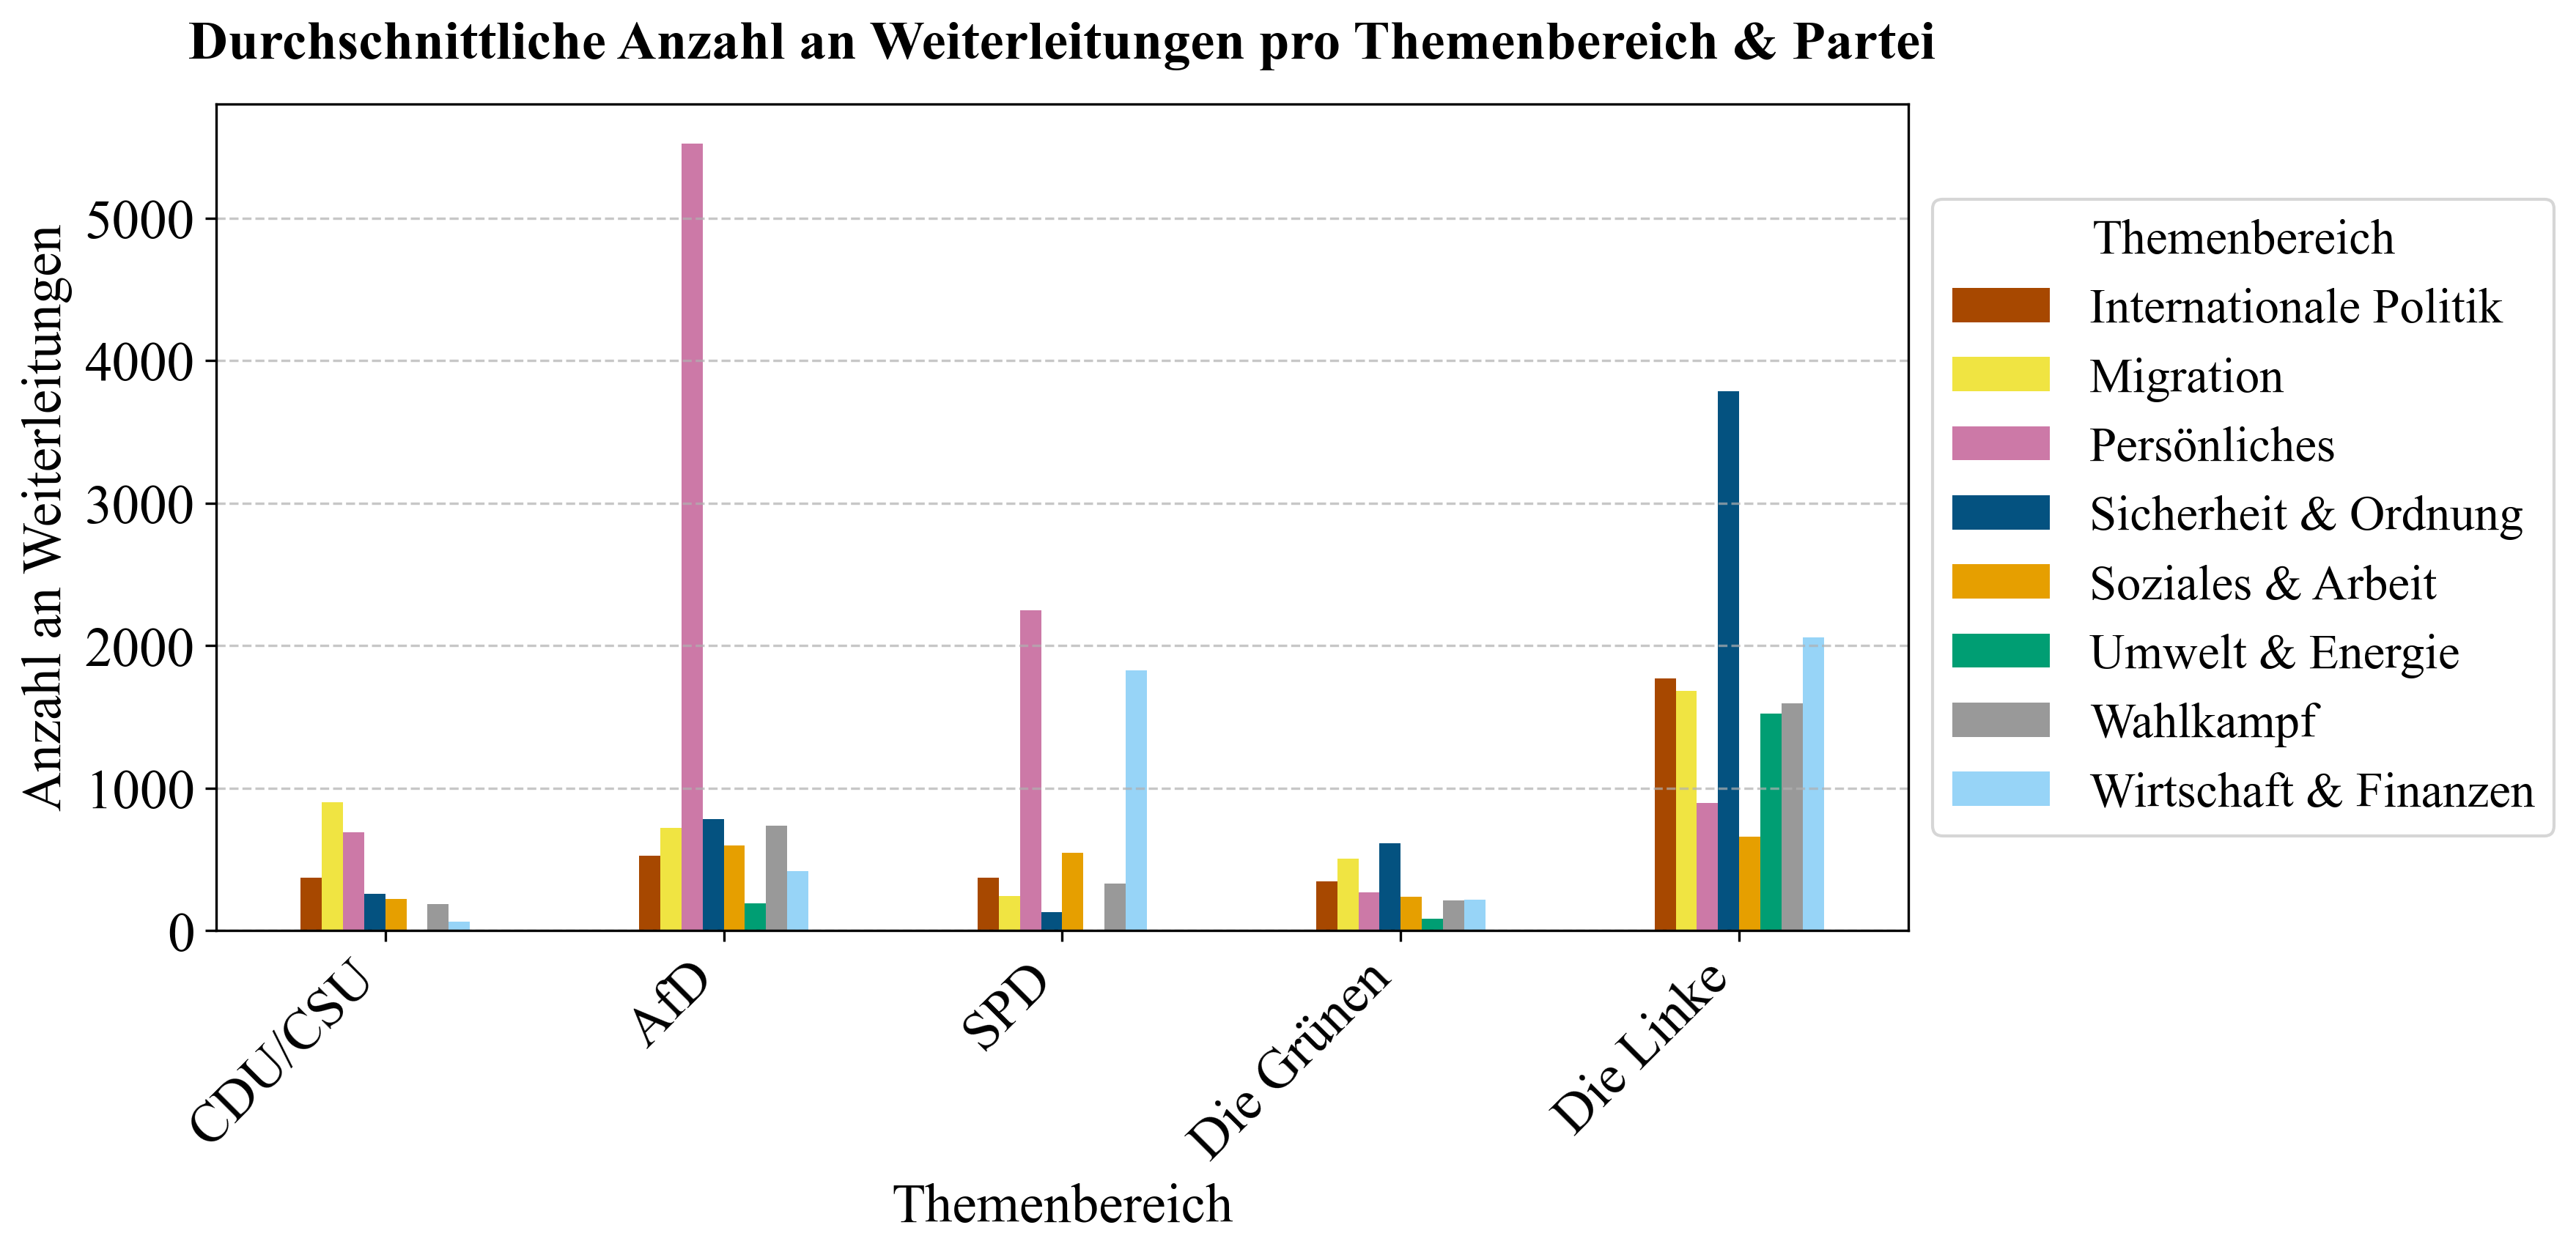 Durchschnittliche Anzahl an Weiterleitungen pro Themenbereich & Partei
Anzahl an Weiterleitungen
5000
4000
3000
2000
1000
0
CDU/CSU
AfD
SPD
Die Grünen
Die Linke
Themenbereich
Themenbereich
Internationale Politik
Migration
Persönliches
Sicherheit & Ordnung
Soziales & Arbeit
Umwelt & Energie
Wahlkampf
Wirtschaft & Finanzen